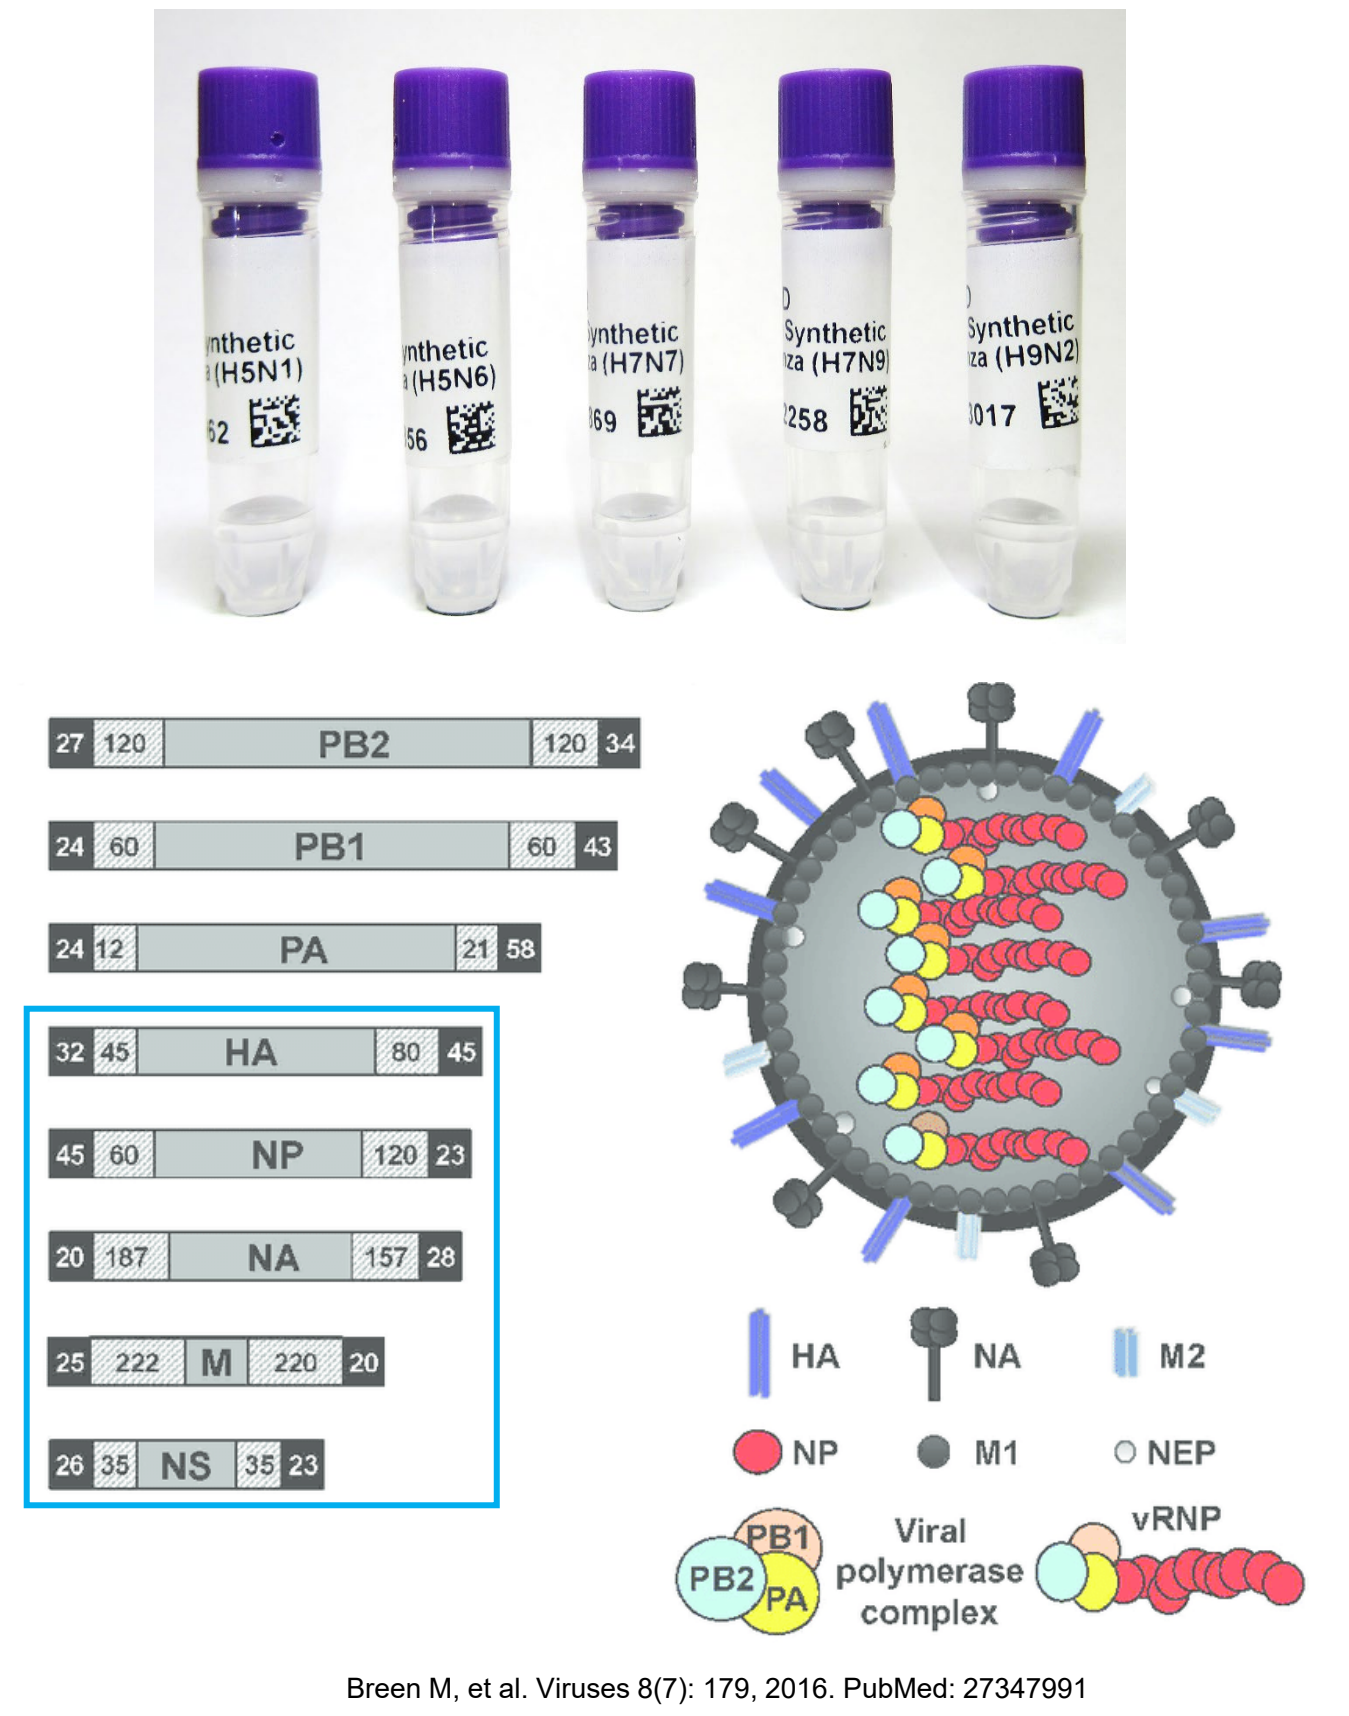 ynthetic
a (H5N1)
62
ynthetic
a (H5N6)
56
Synthetic
za (H7N7)
869
D
Synthetic
nza (H7N9)
2258
Synthetic
za (H9N2)
3017
27 120 PB2 120 34
24 60 PB1 60 43
24 12 PA 21 58
32 45 HA 80 45
45 60 NP 120 23
20 187 NA 157 28
25 222 M 220 20
26 35 NS 35 23
HA NA M2
NP M1 NEP
PB1
PB2
PA
Viral
polymerase
complex
vRNP
Breen M, et al. Viruses 8(7): 179, 2016. PubMed: 27347991